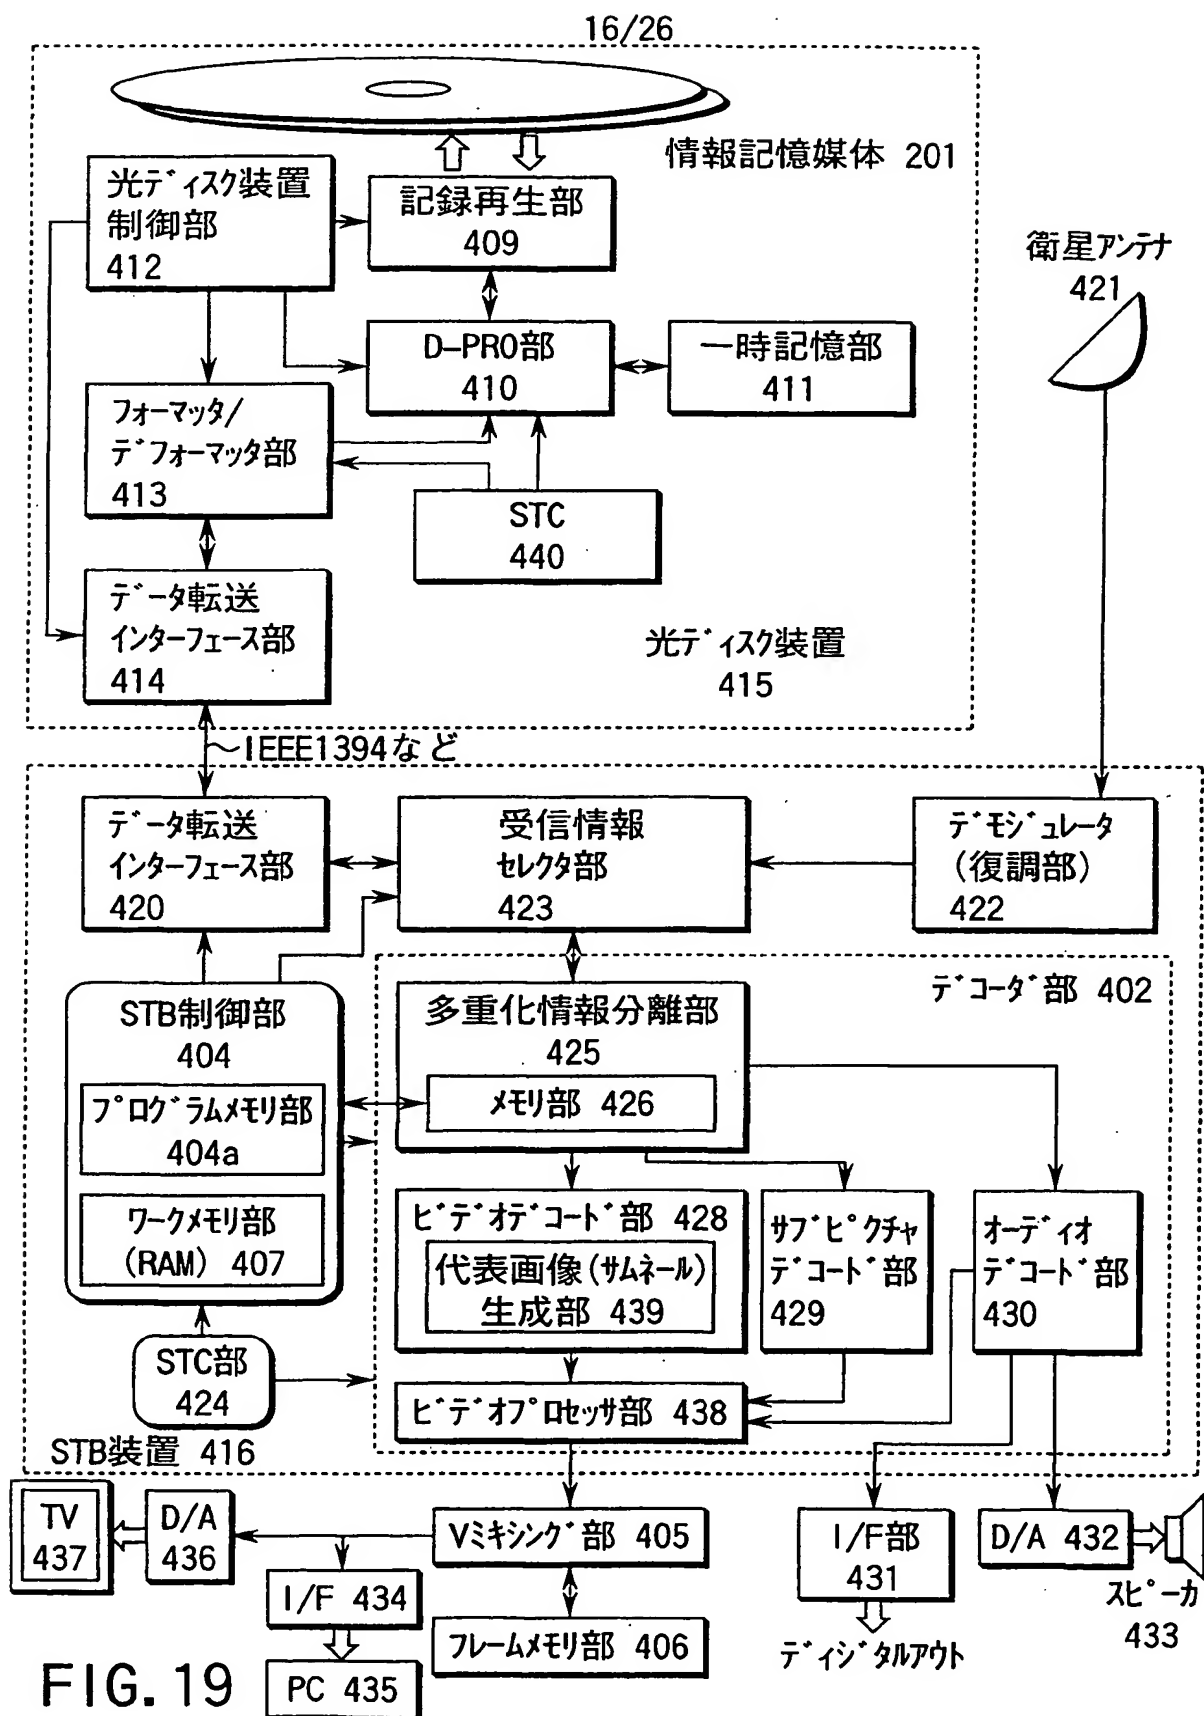 16/26
情報記憶媒体 201
光ディスク装置
制御部
412
記録再生部
409
衛星アンテナ
421
D-PRO部
410
一時記憶部
411
フォーマッタ/
デフォーマッタ部
413
STC
440
データ転送
インターフェース部
414
光ディスク装置
415
～IEEE1394など
データ転送
インターフェース部
420
受信情報
セレクタ部
423
デモジュレータ
(復調部)
422
デコーダ部 402
STB制御部
404
プログラムメモリ部
404a
ワークメモリ部
(RAM) 407
多重化情報分離部
425
メモリ部 426
ビデオデコード部 428
代表画像(サムネール)
生成部 439
サブピクチャ
デコード部
429
オーディオ
デコード部
430
STC部
424
ビデオプロセッサ部 438
STB装置 416
TV
437
D/A
436
Vミキシング部 405
I/F部
431
D/A 432
スピーカ
433
I/F 434
フレームメモリ部 406
ディジタルアウト
PC 435
FIG. 19